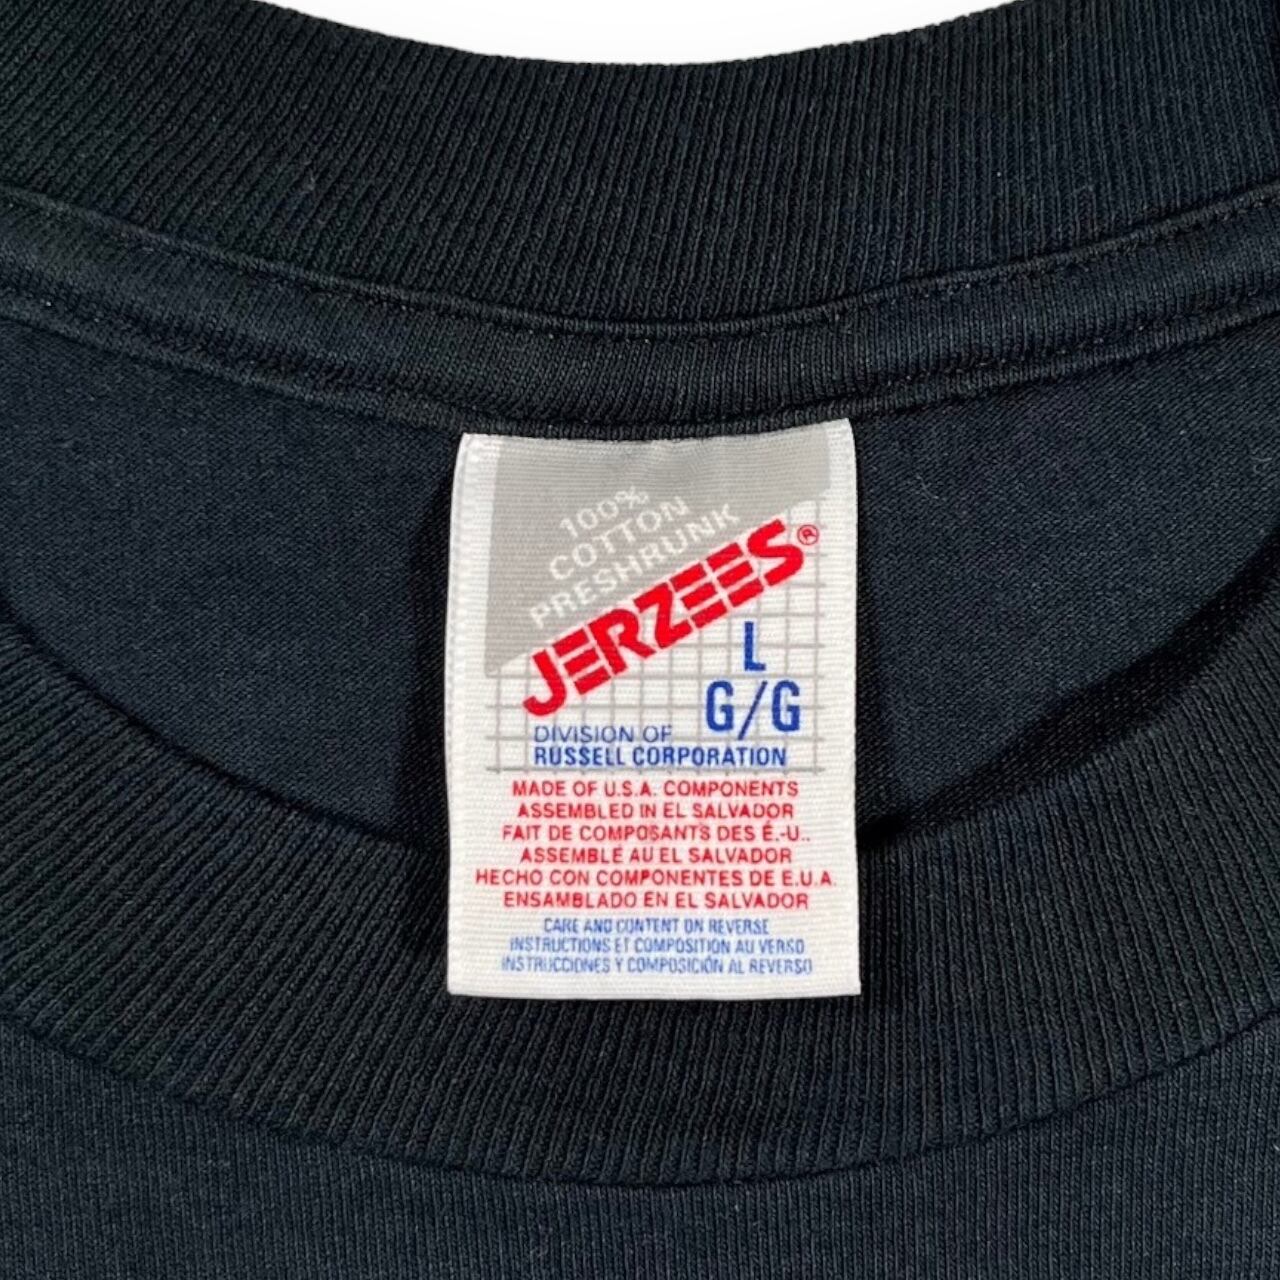 100%
COTTON
PRESHRUNK
JERZEES®
L
G/G
DIVISION OF
RUSSELL CORPORATION
MADE OF U.S.A. COMPONENTS
ASSEMBLED IN EL SALVADOR
FAIT DE COMPOSANTS DES É.-U..
ASSEMBLÉ AU EL SALVADOR
HECHO CON COMPONENTES DE E.U.A.
ENSAMBLADO EN EL SALVADOR
CARE AND CONTENT ON REVERSE
INSTRUCTIONS ET COMPOSITION AU VERSO
INSTRUCCIONES Y COMPOSICIÓN AL REVERSO